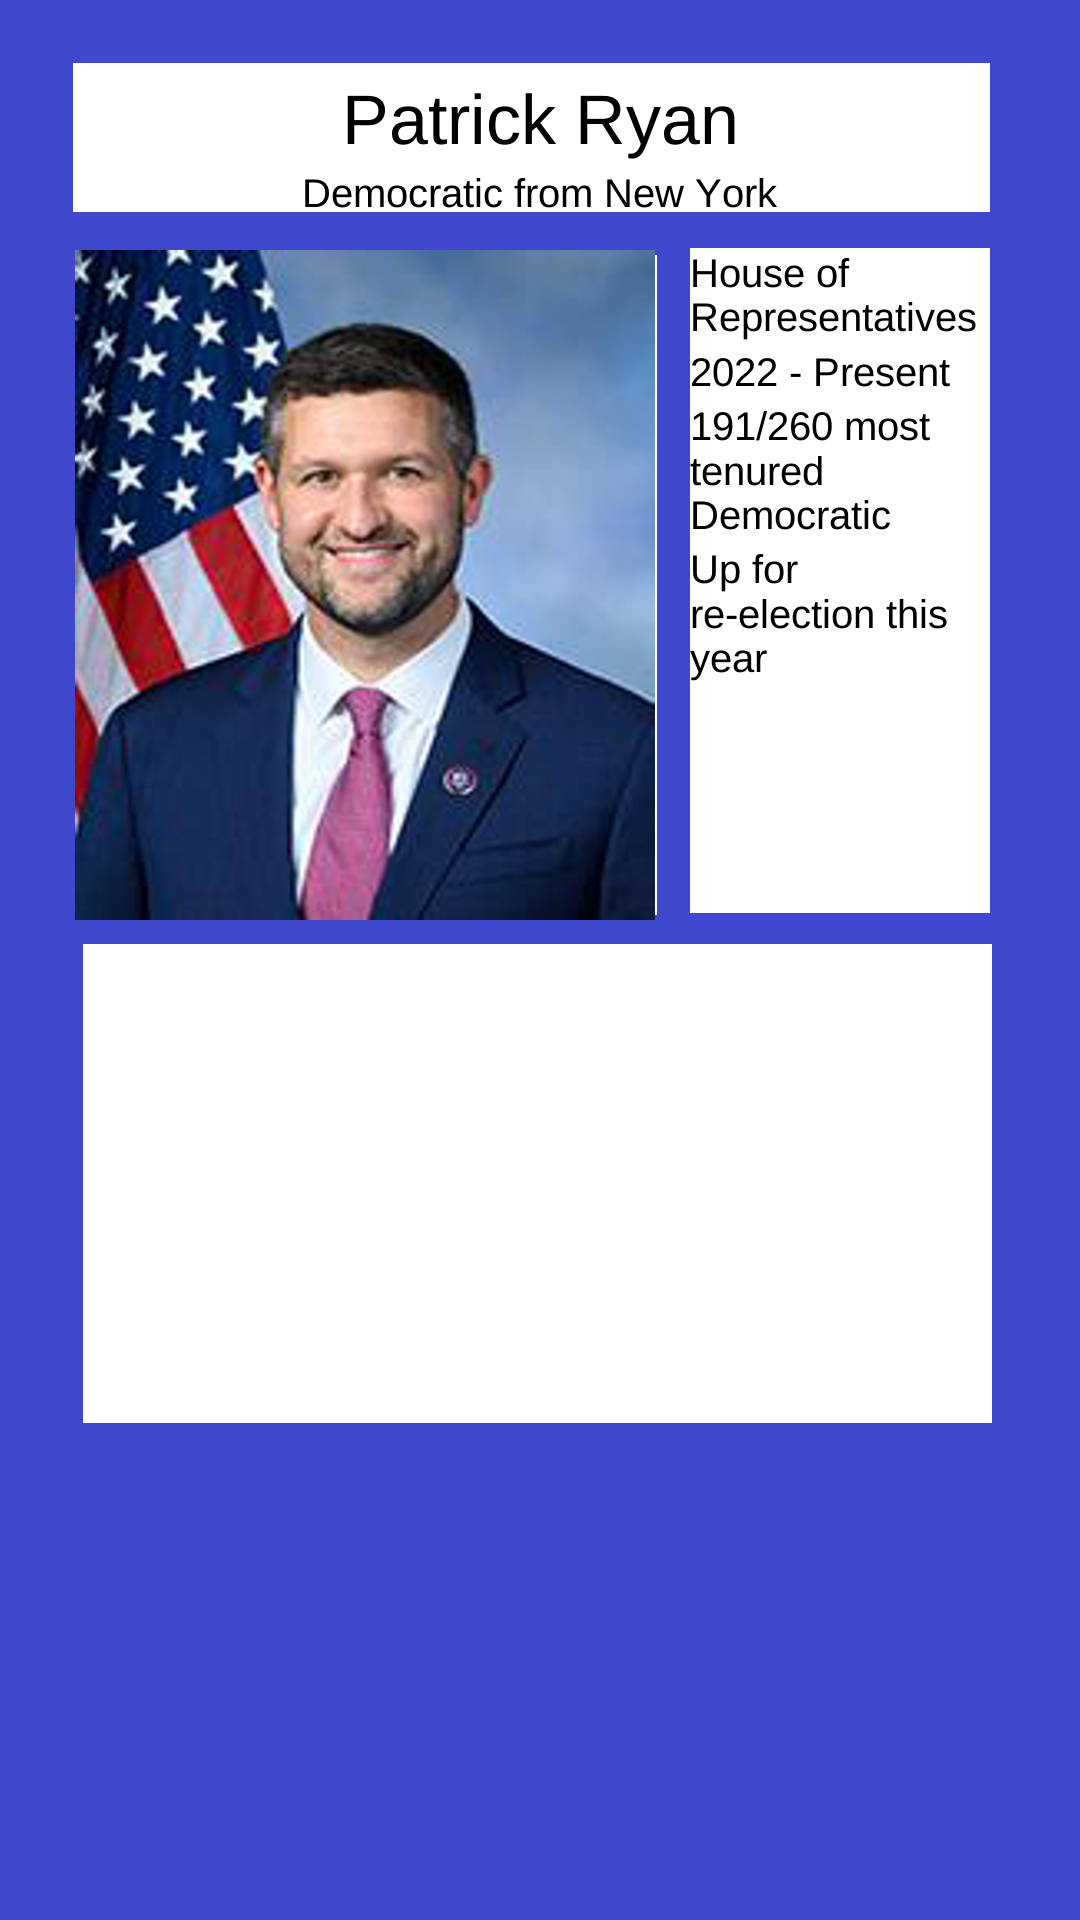 Patrick Ryan
Democratic from New York
House of
Representatives
2022 - Present
191/260 most
tenured
Democratic
Up for
re-election this
year